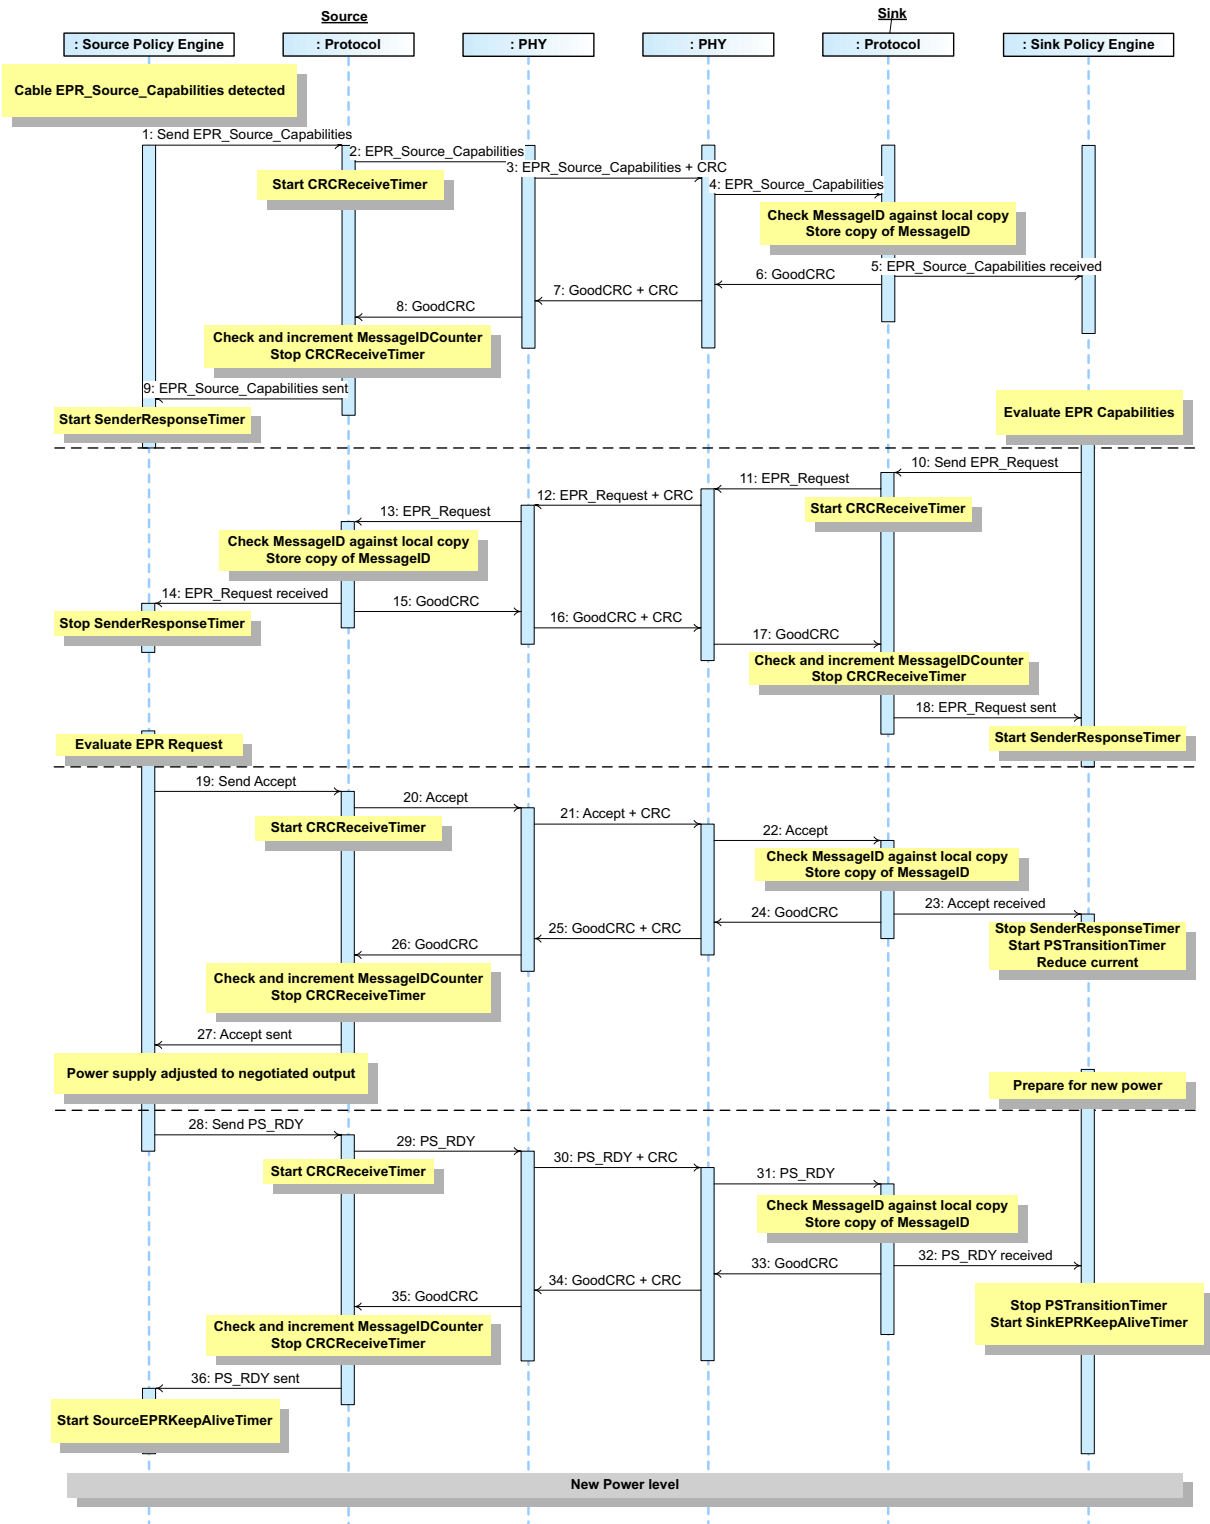 Source
Sink
: Source Policy Engine
: Protocol
: PHY
: PHY
: Protocol
: Sink Policy Engine
Cable EPR_Source_Capabilities detected
1: Send EPR_Source_Capabilities
2: EPR_Source_Capabilities
3: EPR_Source_Capabilities + CRC
Start CRCReceiveTimer
4: EPR_Source_Capabilities
Check MessageID against local copy
Store copy of MessageID
5: EPR_Source_Capabilities received
6: GoodCRC
7: GoodCRC + CRC
8: GoodCRC
Check and increment MessageIDCounter
Stop CRCReceiveTimer
9: EPR_Source_Capabilities sent
Start SenderResponseTimer
Evaluate EPR Capabilities
10: Send EPR_Request
11: EPR_Request
12: EPR_Request + CRC
Start CRCReceiveTimer
13: EPR_Request
Check MessageID against local copy
Store copy of MessageID
14: EPR_Request received
15: GoodCRC
Stop SenderResponseTimer
16: GoodCRC + CRC
17: GoodCRC
Check and increment MessageIDCounter
Stop CRCReceiveTimer
18: EPR_Request sent
Start SenderResponseTimer
Evaluate EPR Request
19: Send Accept
20: Accept
21: Accept + CRC
Start CRCReceiveTimer
22: Accept
Check MessageID against local copy
Store copy of MessageID
23: Accept received
24: GoodCRC
25: GoodCRC + CRC
Stop SenderResponseTimer
Start PSTransitionTimer
Reduce current
26: GoodCRC
Check and increment MessageIDCounter
Stop CRCReceiveTimer
27: Accept sent
Power supply adjusted to negotiated output
Prepare for new power
28: Send PS_RDY
29: PS_RDY
30: PS_RDY + CRC
Start CRCReceiveTimer
31: PS_RDY
Check MessageID against local copy
Store copy of MessageID
32: PS_RDY received
33: GoodCRC
34: GoodCRC + CRC
35: GoodCRC
Stop PSTransitionTimer
Start SinkEPRKeepAliveTimer
Check and increment MessageIDCounter
Stop CRCReceiveTimer
36: PS_RDY sent
Start SourceEPRKeepAliveTimer
New Power level